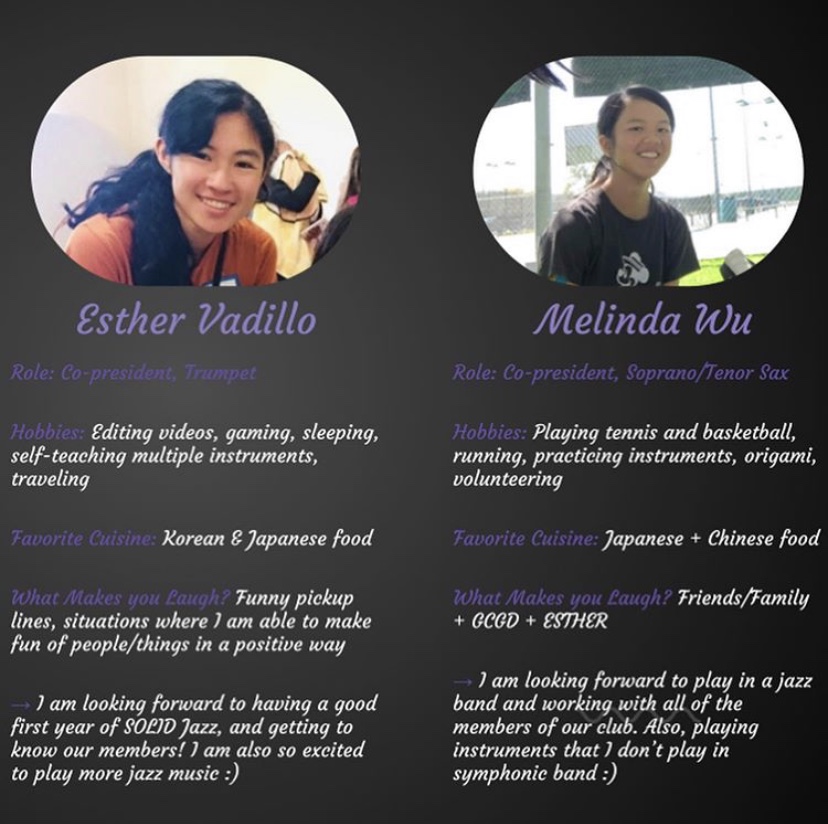 Esther Vadillo
Role: Co-president, Trumpet
Hobbies: Editing videos, gaming, sleeping,
self-teaching multiple instruments,
traveling
Favorite Cuisine: Korean & Japanese food
What Makes you Laugh? Funny pickup
lines, situations where I am able to make
fun of people/things in a positive way
→ I am looking forward to having a good
first year of SOLID Jazz, and getting to
know our members! I am also so excited
to play more jazz music :)
Melinda Wu
Role: Co-president, Soprano/Tenor Sax
Hobbies: Playing tennis and basketball,
running, practicing instruments, origami,
volunteering
Favorite Cuisine: Japanese + Chinese food
What Makes you Laugh? Friends/Family
+ GCGD + ESTHER
→ I am looking forward to play in a jazz
band and working with all of the
members of our club. Also, playing
instruments that I don't play in
symphonic band :)